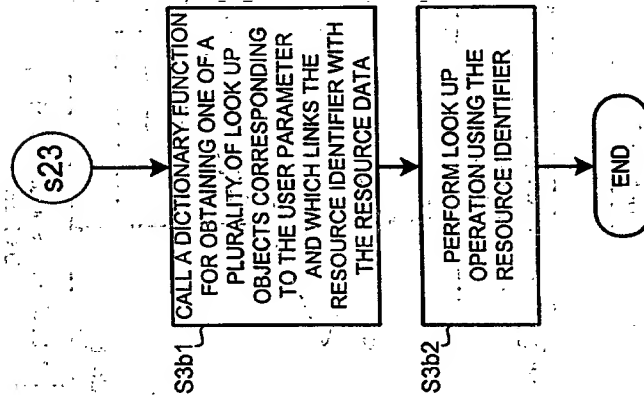 s23
S3b1
CALL A DICTIONARY FUNCTION
FOR OBTAINING ONE OF A
PLURALITY OF LOOK UP
OBJECTS CORRESPONDING
TO THE USER PARAMETER
AND WHICH LINKS THE
RESOURCE IDENTIFIER WITH
THE RESOURCE DATA
S3b2
PERFORM LOOK UP
OPERATION USING THE
RESOURCE IDENTIFIER
END